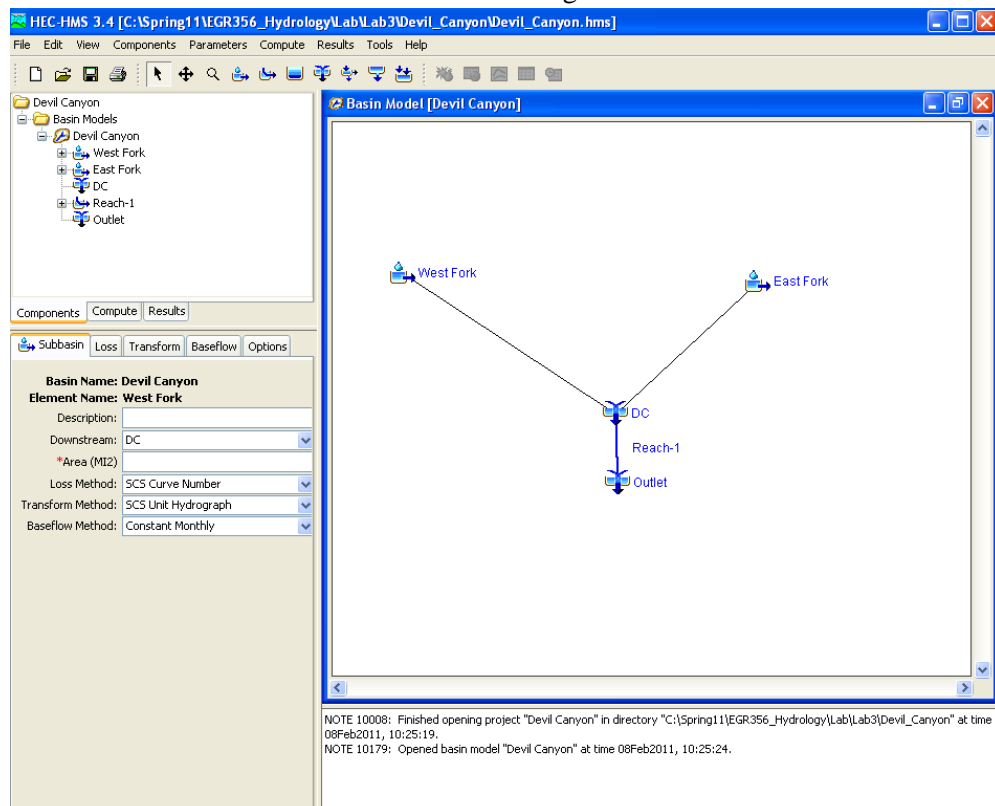 HEC-HMS 3.4 [C:\Spring11\EGR356_Hydrology\Lab\Lab3\Devil_Canyon\Devil_Canyon.hms]
File Edit View Components Parameters Compute Results Tools Help
Devil Canyon
Basin Models
Devil Canyon
West Fork
East Fork
DC
Reach-1
Outlet
Components Compute Results
Subbasin Loss Transform Baseflow Options
Basin Name: Devil Canyon
Element Name: West Fork
Description:
Downstream: DC
*Area (MI2)
Loss Method: SCS Curve Number
Transform Method: SCS Unit Hydrograph
Baseflow Method: Constant Monthly
Basin Model [Devil Canyon]
West Fork
East Fork
DC
Reach-1
Outlet
NOTE 10008: Finished opening project "Devil Canyon" in directory "C:\Spring11\EGR356_Hydrology\Lab\Lab3\Devil_Canyon" at time
08Feb2011, 10:25:19.
NOTE 10179: Opened basin model "Devil Canyon" at time 08Feb2011, 10:25:24.